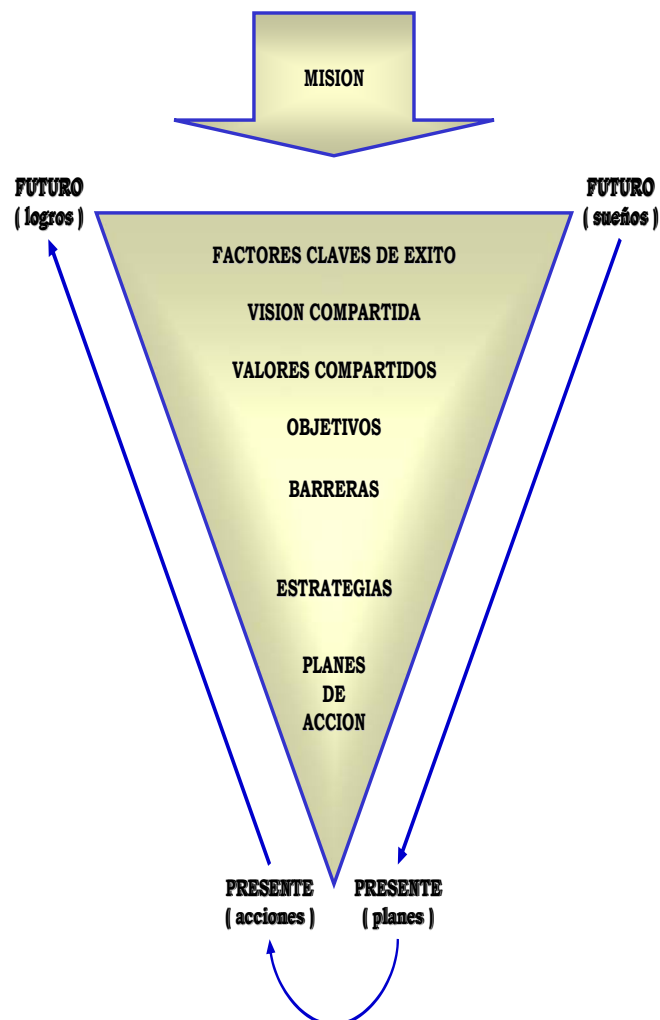 MISION
FUTURO
( logros )
FUTURO
( sueños )
FACTORES CLAVES DE EXITO
VISION COMPARTIDA
VALORES COMPARTIDOS
OBJETIVOS
BARRERAS
ESTRATEGIAS
PLANES
DE
ACCION
PRESENTE
( acciones )
PRESENTE
( planes )